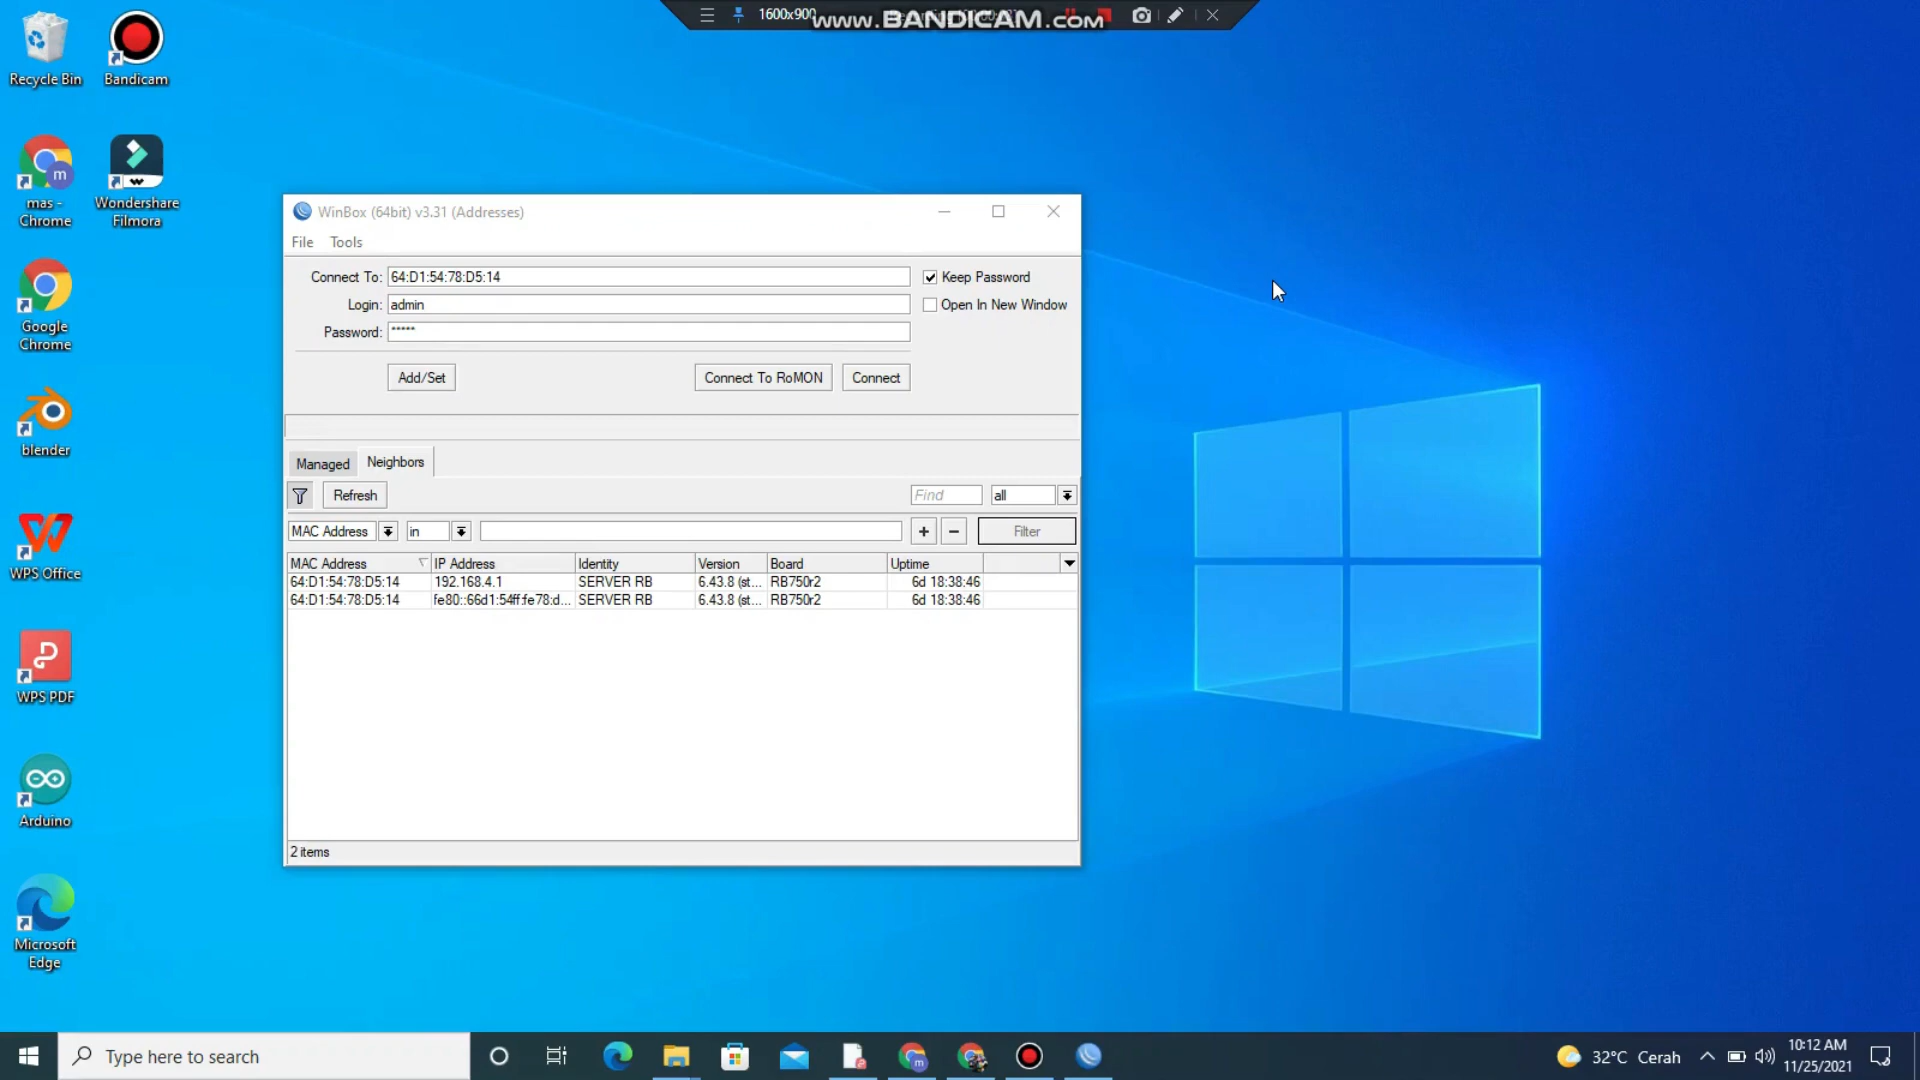 1600x900
www.BANDICAM.com
Recycle Bin
Bandicam
mas -
Chrome
Wondershare
Filmora
Google
Chrome
blender
WPS Office
WPS PDF
Arduino
Microsoft
Edge
WinBox (64bit) v3.31 (Addresses)
File Tools
Connect To: 64:D1:54:78:D5:14
Keep Password
Login: admin
Open In New Window
Password: *****
Add/Set
Connect To RoMON
Connect
Managed
Neighbors
Refresh
Find
all
MAC Address
in
+
-
Filter
MAC Address IP Address Identity Version Board Uptime
64:D1:54:78:D5:14 192.168.4.1 SERVER RB 6.43.8 (st... RB750r2 6d 18:38:46
64:D1:54:78:D5:14 fe80::66d1:54ff:fe78:d... SERVER RB 6.43.8 (st... RB750r2 6d 18:38:46
2 items
Type here to search
32°C Cerah
10:12 AM
11/25/2021